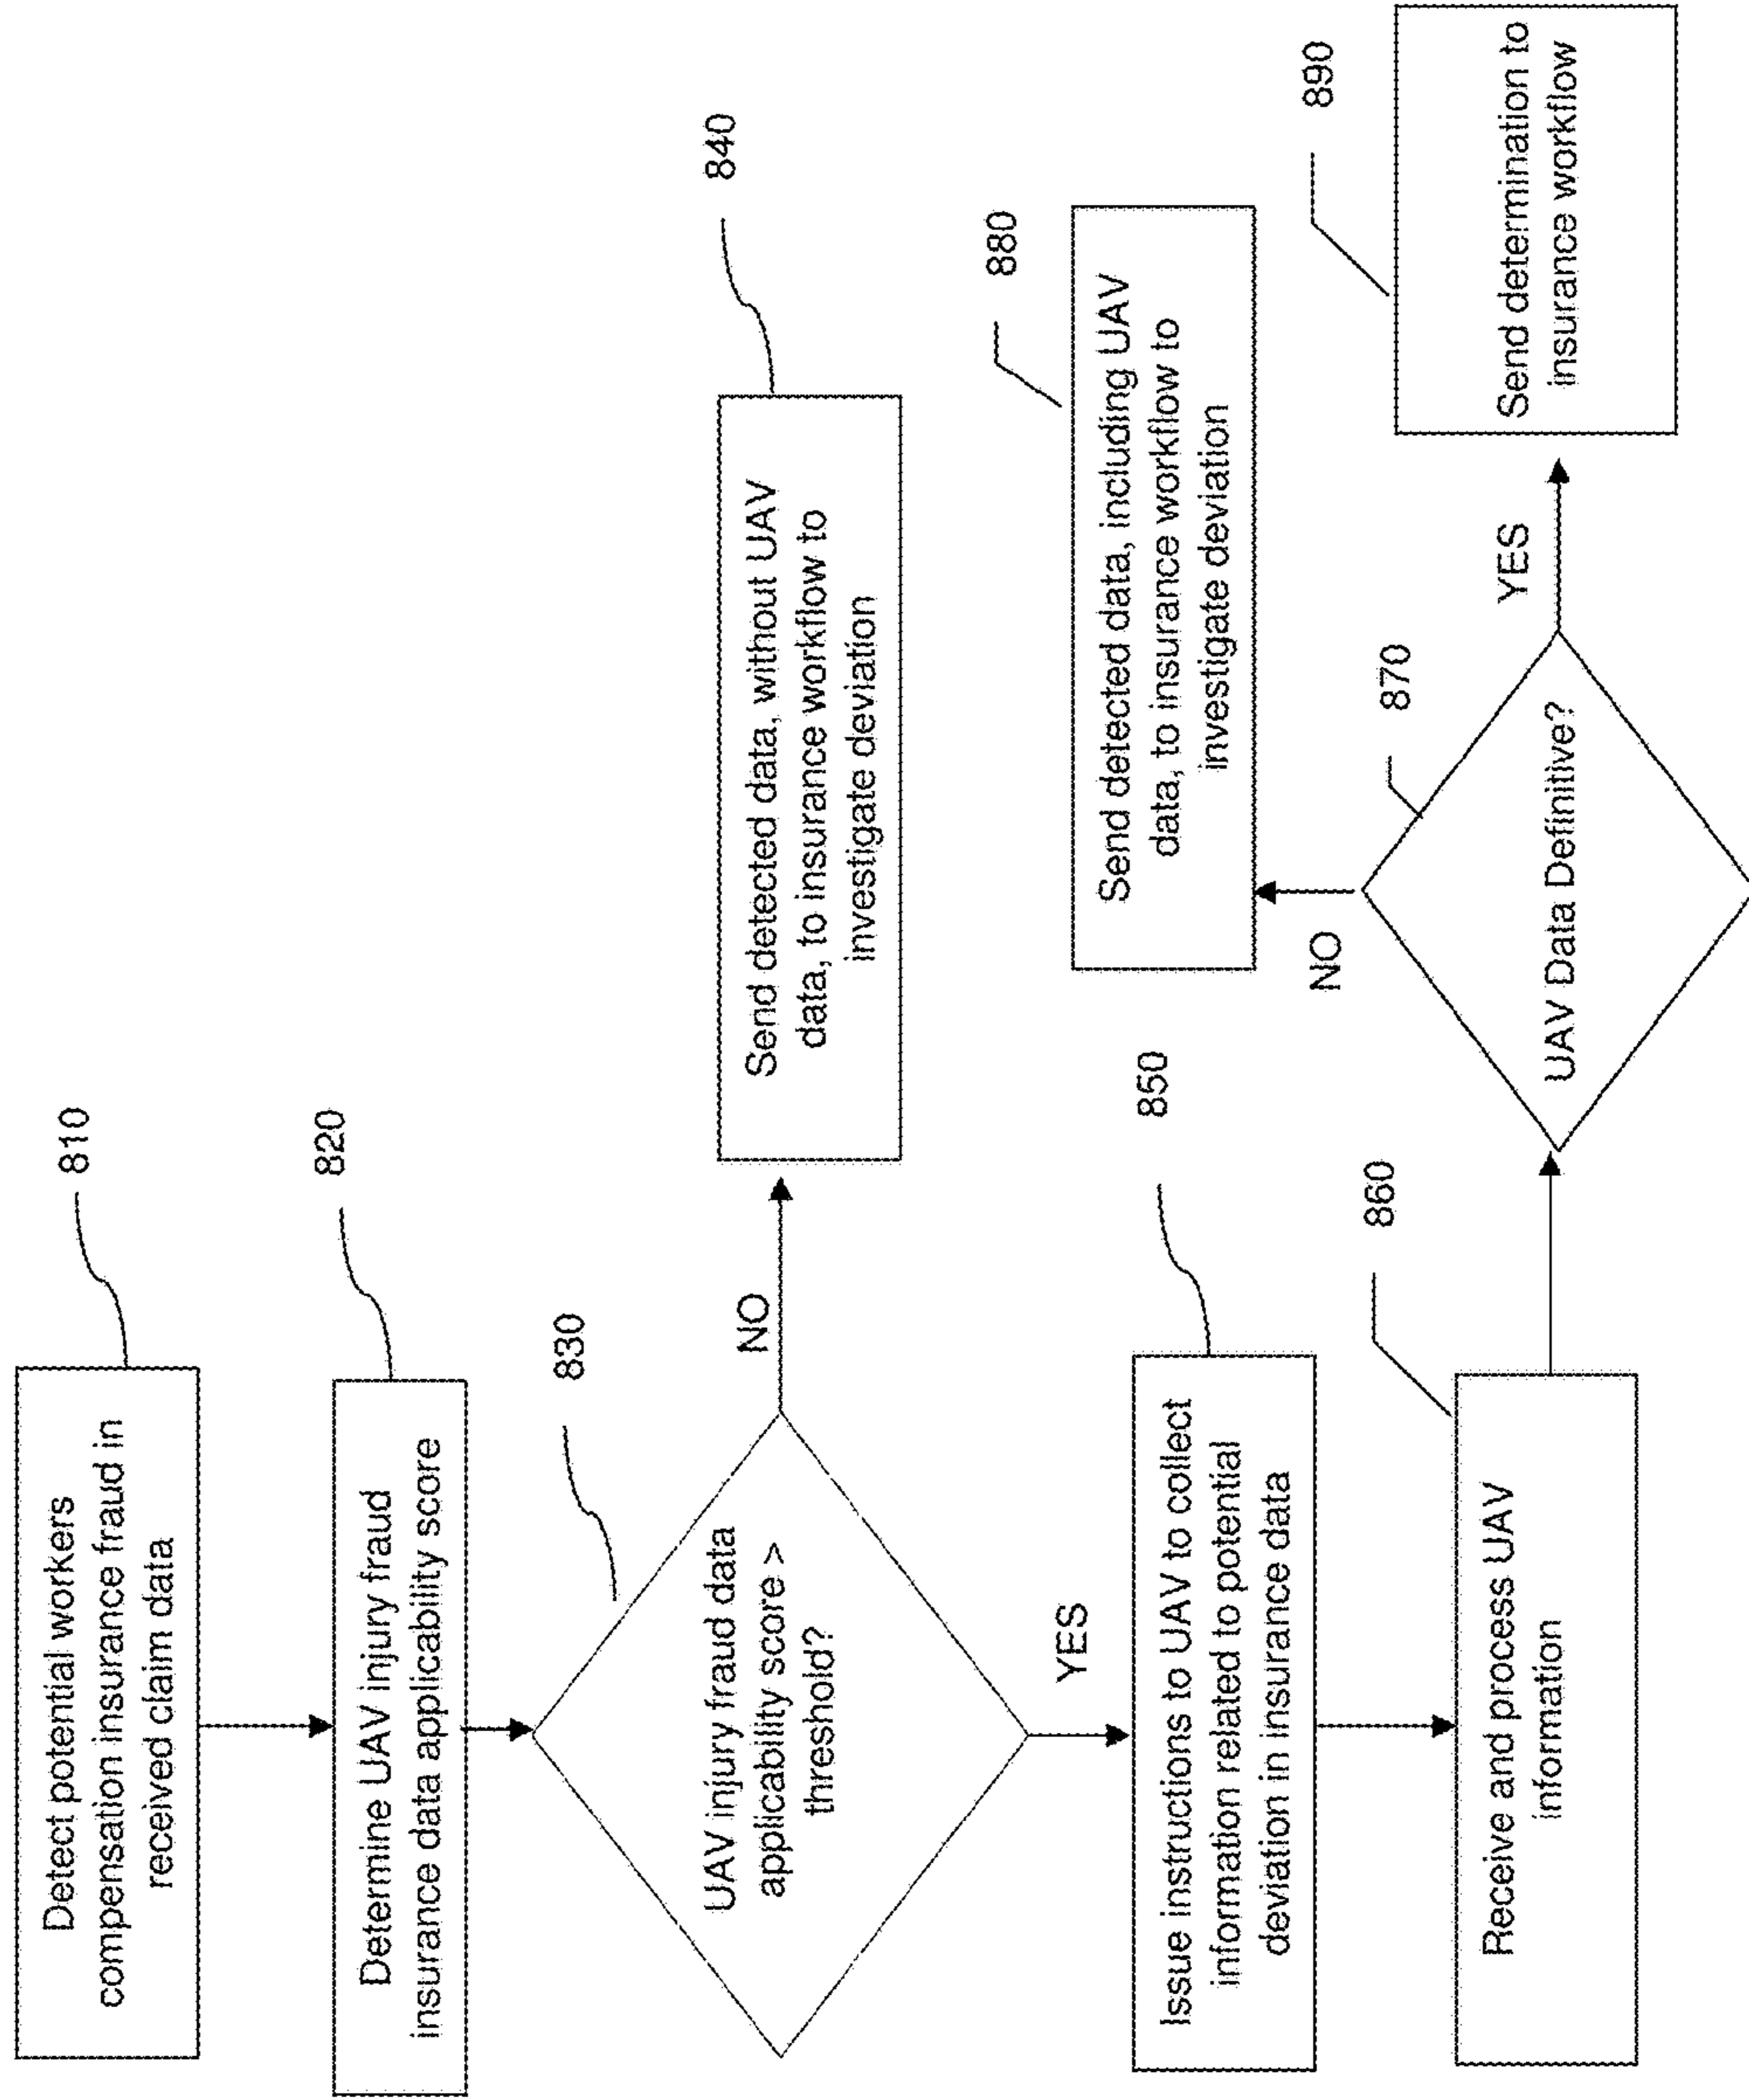 Detect potential workers
compensation insurance fraud in
received claim data
810
Determine UAV injury fraud
insurance data applicability score
820
UAV injury fraud data
applicability score >
threshold?
830
NO
Send detected data, without UAV
data, to insurance workflow to
investigate deviation
840
YES
Issue instructions to UAV to collect
information related to potential
deviation in insurance data
850
Receive and process UAV
information
860
UAV Data Definitive?
870
NO
Send detected data, including UAV
data, to insurance workflow to
investigate deviation
880
YES
Send determination to
insurance workflow
890